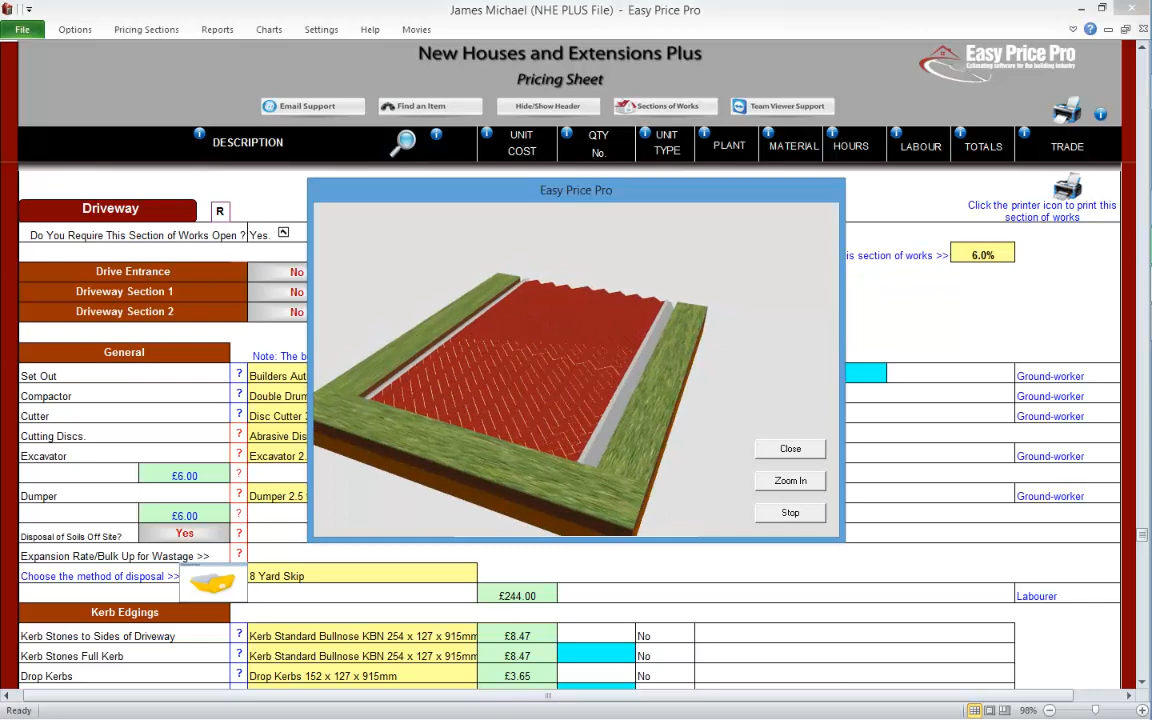 James Michael (NHE PLUS File) - Easy Price Pro
File Options Pricing Sections Reports Charts Settings Help Movies
New Houses and Extensions Plus
Pricing Sheet
Easy Price Pro
Estimating software for the building industry
Email Support Find an Item Hide/Show Header Sections of Works Team Viewer Support
DESCRIPTION UNIT COST QTY No. UNIT TYPE PLANT MATERIAL HOURS LABOUR TOTALS TRADE
Easy Price Pro
Driveway R
Click the printer icon to print this
section of works
Do You Require This Section of Works Open ? Yes.
is section of works >> 6.0%
Drive Entrance No
Driveway Section 1 No
Driveway Section 2 No
General Note: The b
Set Out ? Builders Aut Ground-worker
Compactor ? Double Drum Ground-worker
Cutter ? Disc Cutter Ground-worker
Cutting Discs. ? Abrasive Dis
Excavator ? Excavator 2. Ground-worker
£6.00 ?
Dumper ? Dumper 2.5 Ground-worker
£6.00 ?
Disposal of Soils Off Site? Yes ?
Expansion Rate/Bulk Up for Wastage >> ?
Choose the method of disposal >> 8 Yard Skip
£244.00 Labourer
Close
Zoom In
Stop
Kerb Edgings
Kerb Stones to Sides of Driveway ? Kerb Standard Bullnose KBN 254 x 127 x 915mm £8.47 No
Kerb Stones Full Kerb ? Kerb Standard Bullnose KBN 254 x 127 x 915mm £8.47 No
Drop Kerbs ? Drop Kerbs 152 x 127 x 915mm £3.65 No
Ready 98%